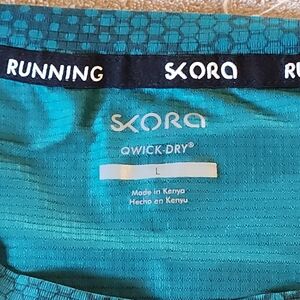 RUNNING SKORA RU
SKORA
QWICK-DRY®
L
Made in Kenya
Hecho en Kenya